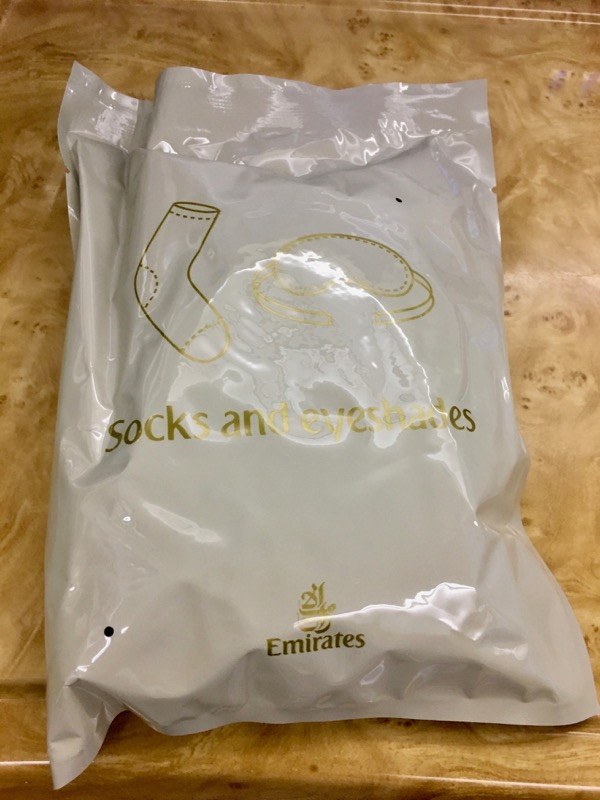 socks and eyeshades
Emirates